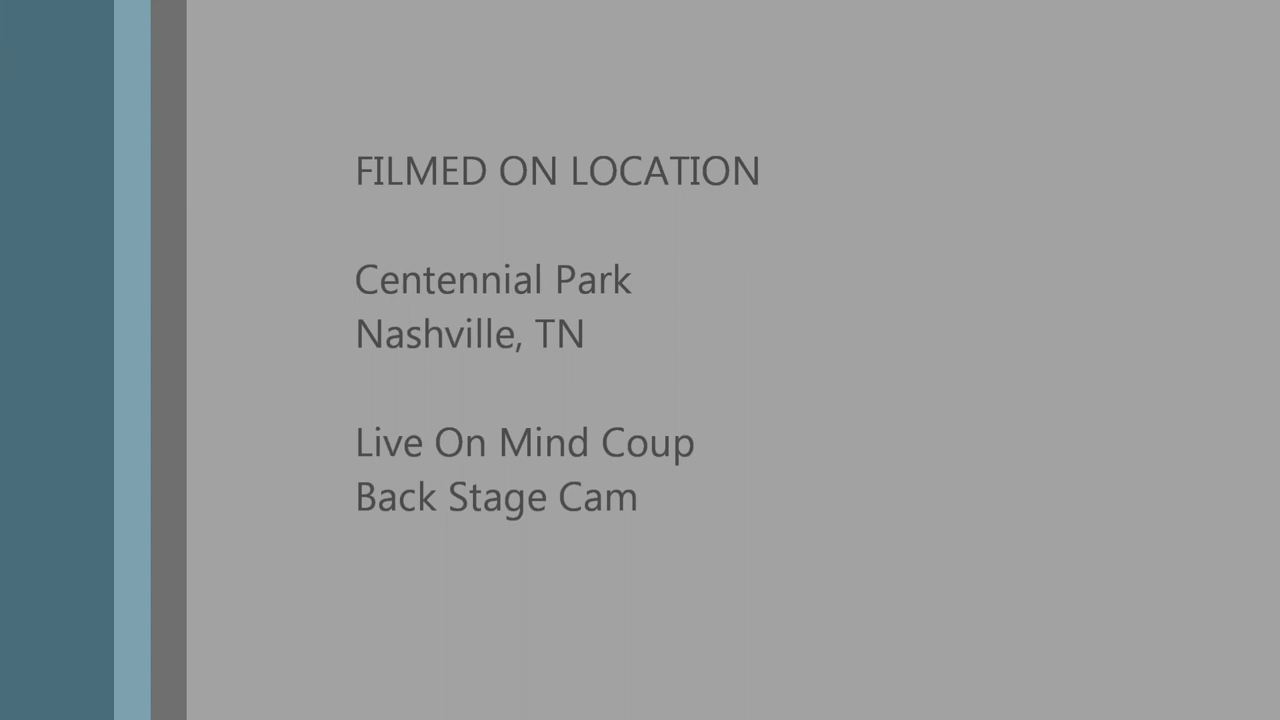 FILMED ON LOCATION
Centennial Park
Nashville, TN
Live On Mind Coup
Back Stage Cam